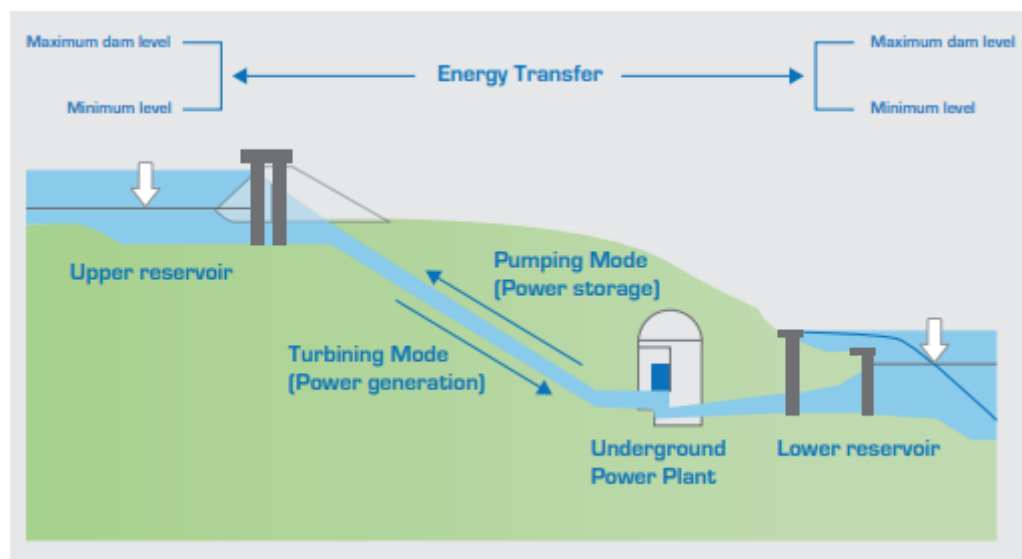 Maximum dam level
Energy Transfer
Maximum dam level
Minimum level
Minimum level
Upper reservoir
Pumping Mode
(Power storage)
Turbining Mode
(Power generation)
Underground
Power Plant
Lower reservoir